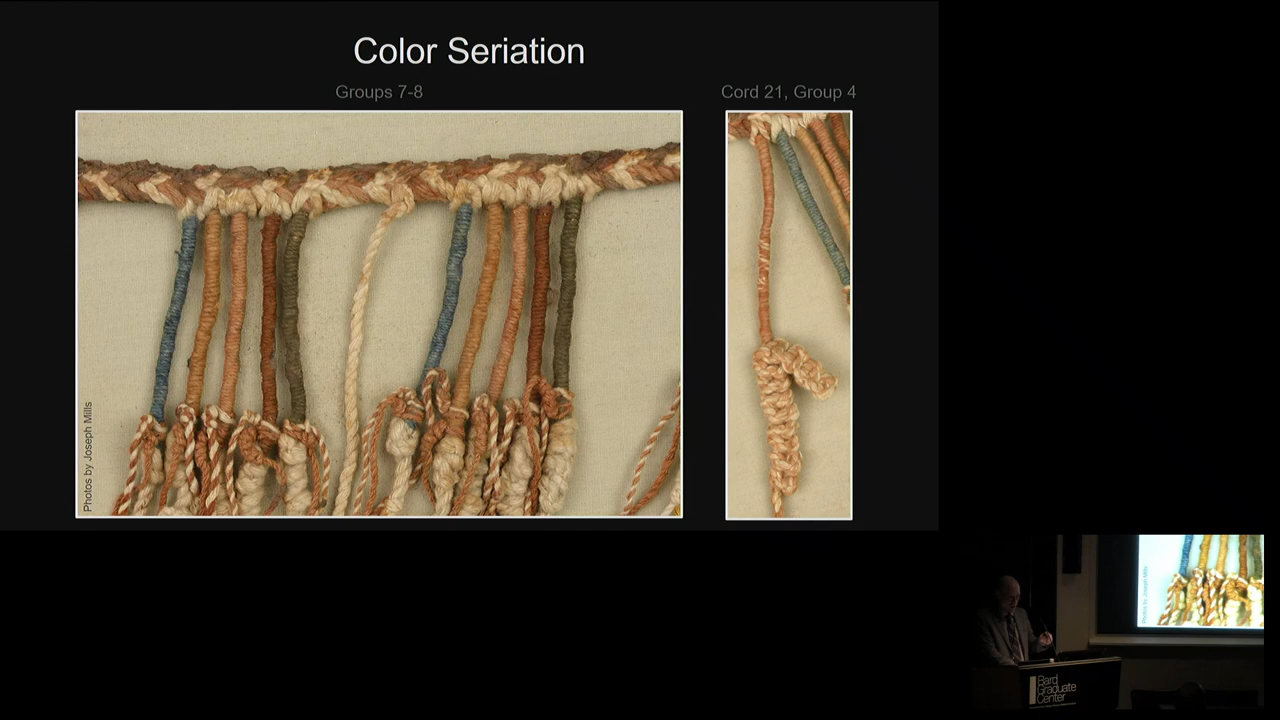 Color Seriation
Groups 7-8
Cord 21, Group 4
Photos by Joseph Mills
Bard
Graduate
Center